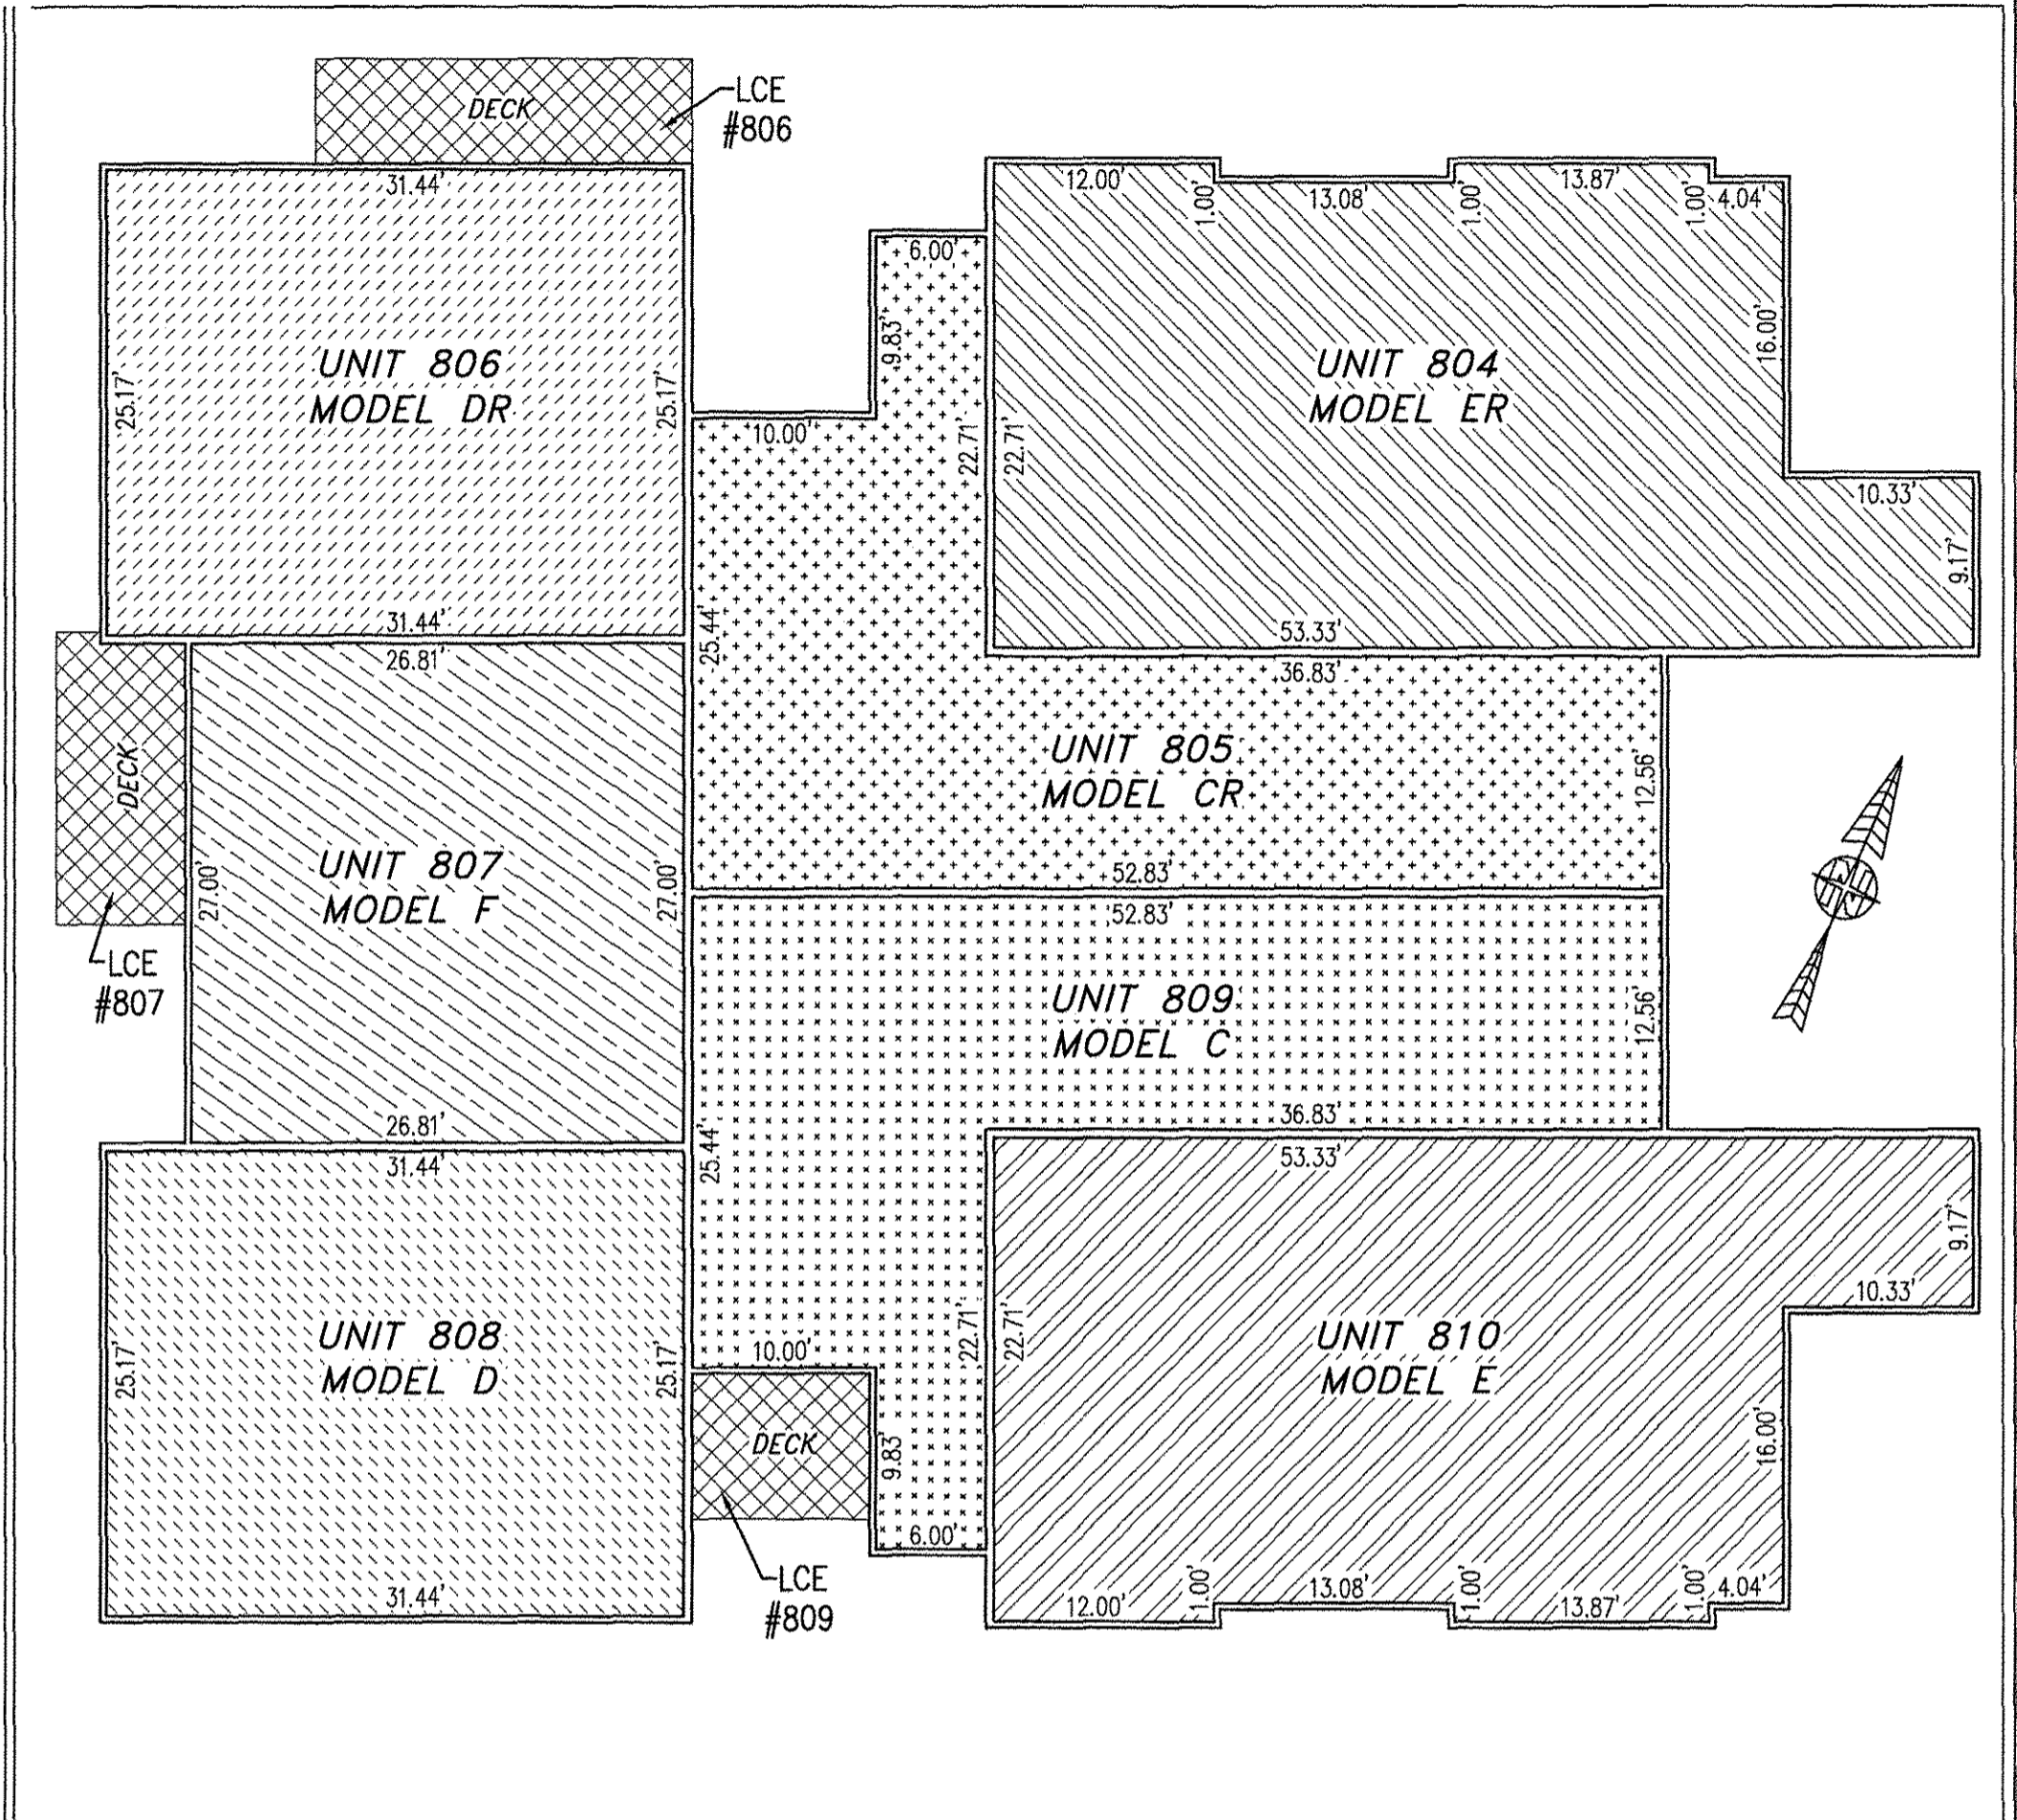 DECK
LCE
#806
31.44'
25.17'
UNIT 806
MODEL DR
25.17'
31.44'
6.00'
9.83'
10.00'
22.71'
25.44'
12.00'
1.00'
13.08'
1.00'
13.87'
1.00'
4.04'
22.71'
UNIT 804
MODEL ER
16.00'
10.33'
9.17'
53.33'
36.83'
UNIT 805
MODEL CR
12.56'
52.83'
DECK
LCE
#807
26.81'
27.00'
UNIT 807
MODEL F
27.00'
26.81'
52.83'
UNIT 809
MODEL C
12.56'
36.83'
25.44'
22.71'
10.00'
9.83'
6.00'
DECK
LCE
#809
31.44'
25.17'
UNIT 808
MODEL D
25.17'
31.44'
53.33'
9.17'
10.33'
22.71'
UNIT 810
MODEL E
16.00'
12.00'
1.00'
13.08'
1.00'
13.87'
1.00'
4.04'